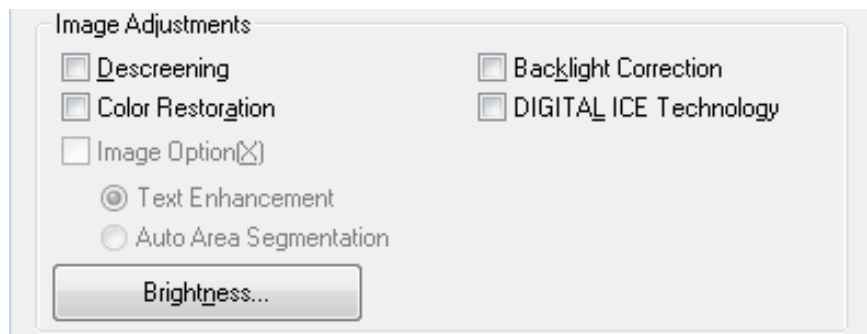 Image Adjustments
Descreening
Backlight Correction
Color Restoration
DIGITAL ICE Technology
Image Option(X)
Text Enhancement
Auto Area Segmentation
Brightness...